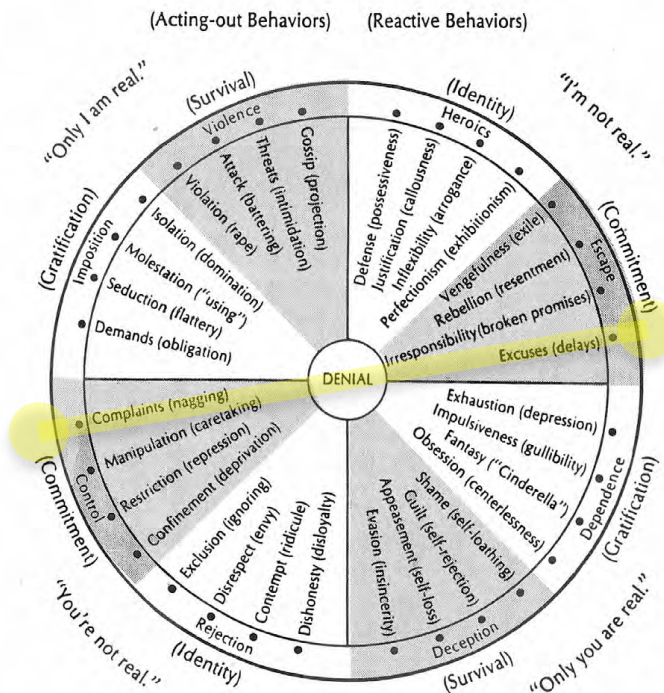 (Acting-out Behaviors) (Reactive Behaviors)
"Only I am real."
(Survival)
Violence
Violation (rape)
Attack (battering)
Threats (intimidation)
Gossip (projection)
(Identity)
Heroics
"I'm not real."
Defense (possessiveness)
Justification (callousness)
Inflexibility (arrogance)
Perfectionism (exhibitionism)
(Gratification)
Imposition
Isolation (domination)
Molestation ("using")
Seduction (flattery)
Demands (obligation)
(Commitment)
Escape
Vengefulness (exile)
Rebellion (resentment)
Irresponsibility (broken promises)
Excuses (delays)
DENIAL
Complaints (nagging)
Manipulation (caretaking)
Restriction (repression)
Confinement (deprivation)
Control
(Commitment)
Exhaustion (depression)
Impulsiveness (gullibility)
Fantasy ("Cinderella")
Obsession (centerlessness)
Dependence
(Gratification)
Exclusion (ignoring)
Disrespect (envy)
Contempt (ridicule)
Dishonesty (disloyalty)
Rejection
(Identity)
"You're not real."
Shame (self-loathing)
Guilt (self-rejection)
Appeasement (self-loss)
Evasion (insincerity)
Deception
(Survival)
"Only you are real."